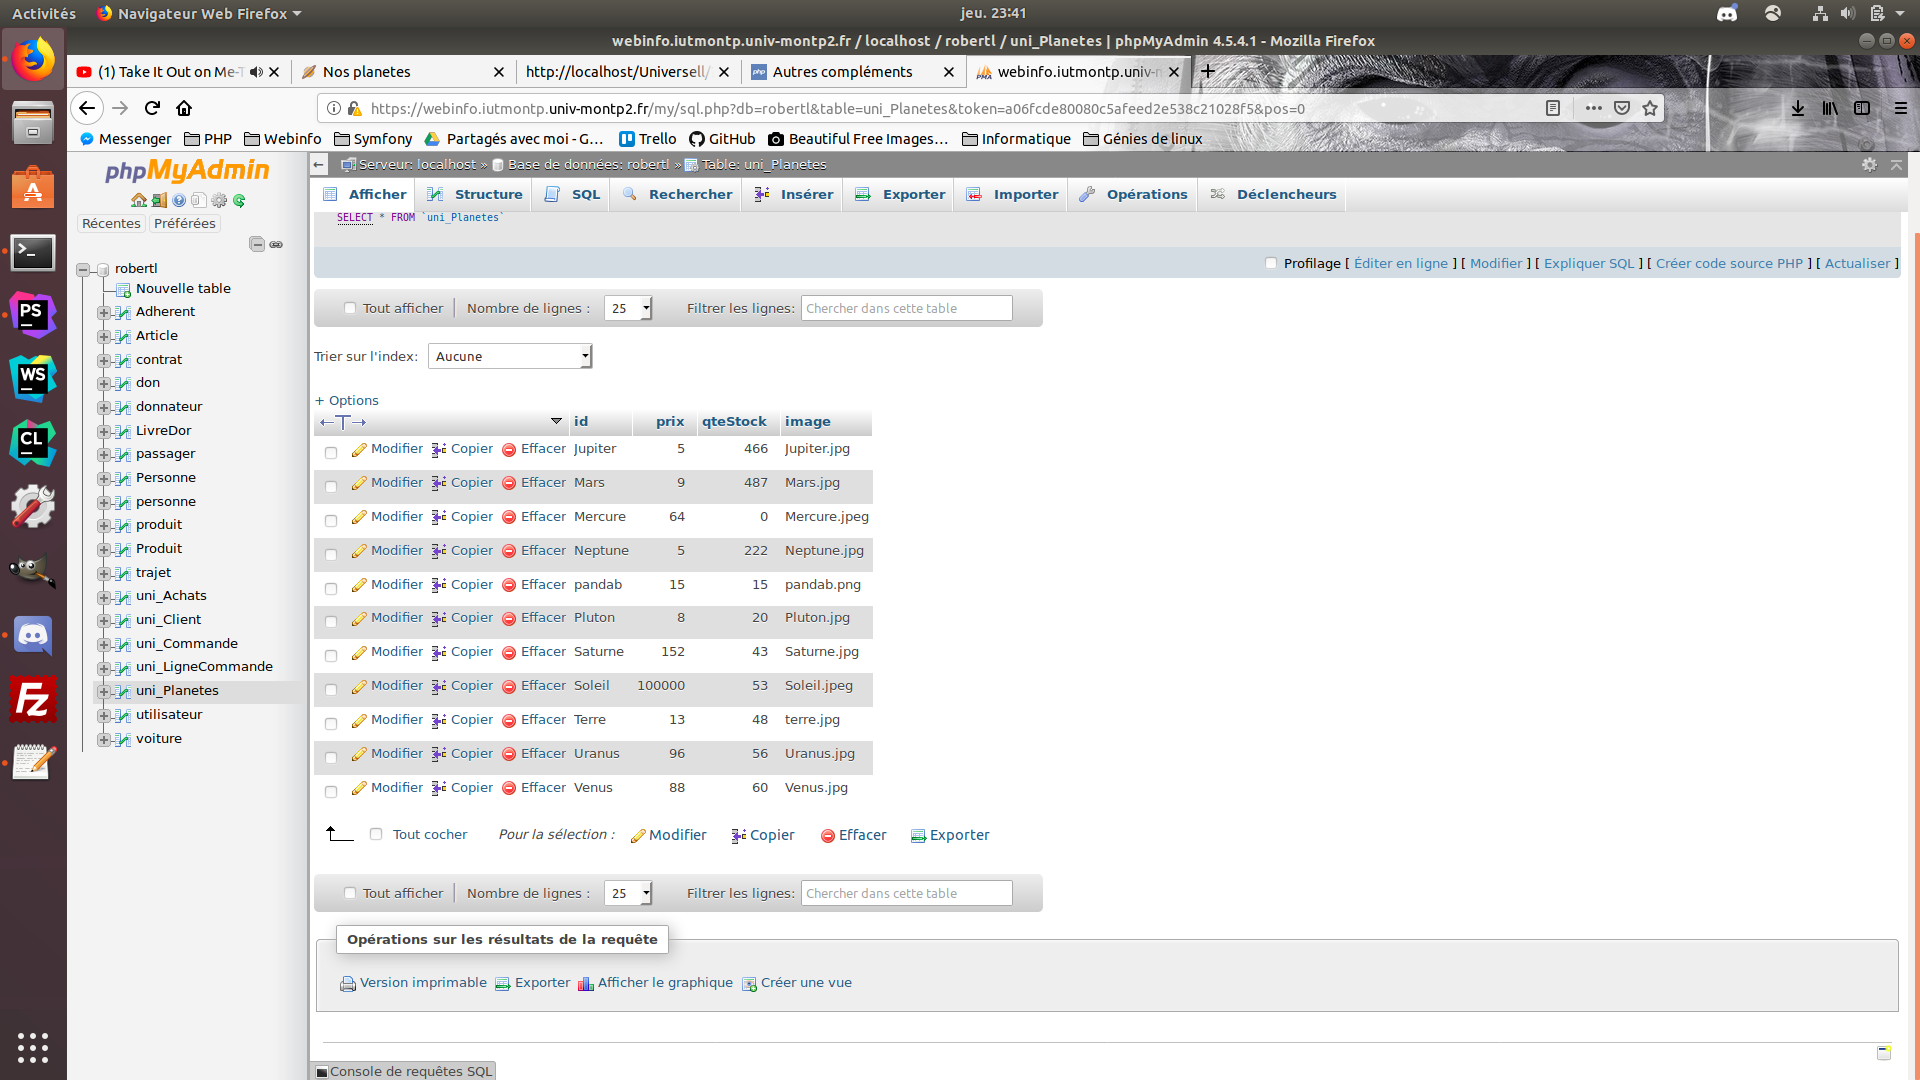 Activités Navigateur Web Firefox jeu. 23:41
webinfo.iutmontp.univ-montp2.fr / localhost / robertl / uni_Planetes | phpMyAdmin 4.5.4.1 - Mozilla Firefox
(1) Take It Out on Me-T Nos planetes http://localhost/Universell/ php Autres compléments PMA webinfo.iutmontp.univ-m
https://webinfo.iutmontp.univ-montp2.fr/my/sql.php?db=robertl&table=uni_Planetes&token=a06fcde80080c5afeed2e538c21028f5&pos=0
Messenger PHP Webinfo Symfony Partagés avec moi - G… Trello GitHub Beautiful Free Images… Informatique Génies de linux
phpMyAdmin
Récentes Préférées
robertl
Nouvelle table
Adherent
Article
contrat
don
donnateur
LivreDor
passager
Personne
personne
produit
Produit
trajet
uni_Achats
uni_Client
uni_Commande
uni_LigneCommande
uni_Planetes
utilisateur
voiture
Serveur: localhost » Base de données: robertl » Table: uni_Planetes
Afficher Structure SQL Rechercher Insérer Exporter Importer Opérations Déclencheurs
SELECT * FROM `uni_Planetes`
Profilage [ Éditer en ligne ] [ Modifier ] [ Expliquer SQL ] [ Créer code source PHP ] [ Actualiser ]
Tout afficher Nombre de lignes : 25 Filtrer les lignes: Chercher dans cette table
Trier sur l'index: Aucune
+ Options
←T→ id prix qteStock image
Modifier Copier Effacer Jupiter 5 466 Jupiter.jpg
Modifier Copier Effacer Mars 9 487 Mars.jpg
Modifier Copier Effacer Mercure 64 0 Mercure.jpeg
Modifier Copier Effacer Neptune 5 222 Neptune.jpg
Modifier Copier Effacer pandab 15 15 pandab.png
Modifier Copier Effacer Pluton 8 20 Pluton.jpg
Modifier Copier Effacer Saturne 152 43 Saturne.jpg
Modifier Copier Effacer Soleil 100000 53 Soleil.jpeg
Modifier Copier Effacer Terre 13 48 terre.jpg
Modifier Copier Effacer Uranus 96 56 Uranus.jpg
Modifier Copier Effacer Venus 88 60 Venus.jpg
Tout cocher Pour la sélection : Modifier Copier Effacer Exporter
Tout afficher Nombre de lignes : 25 Filtrer les lignes: Chercher dans cette table
Opérations sur les résultats de la requête
Version imprimable Exporter Afficher le graphique Créer une vue
Console de requêtes SQL
PS
WS
CL
FZ